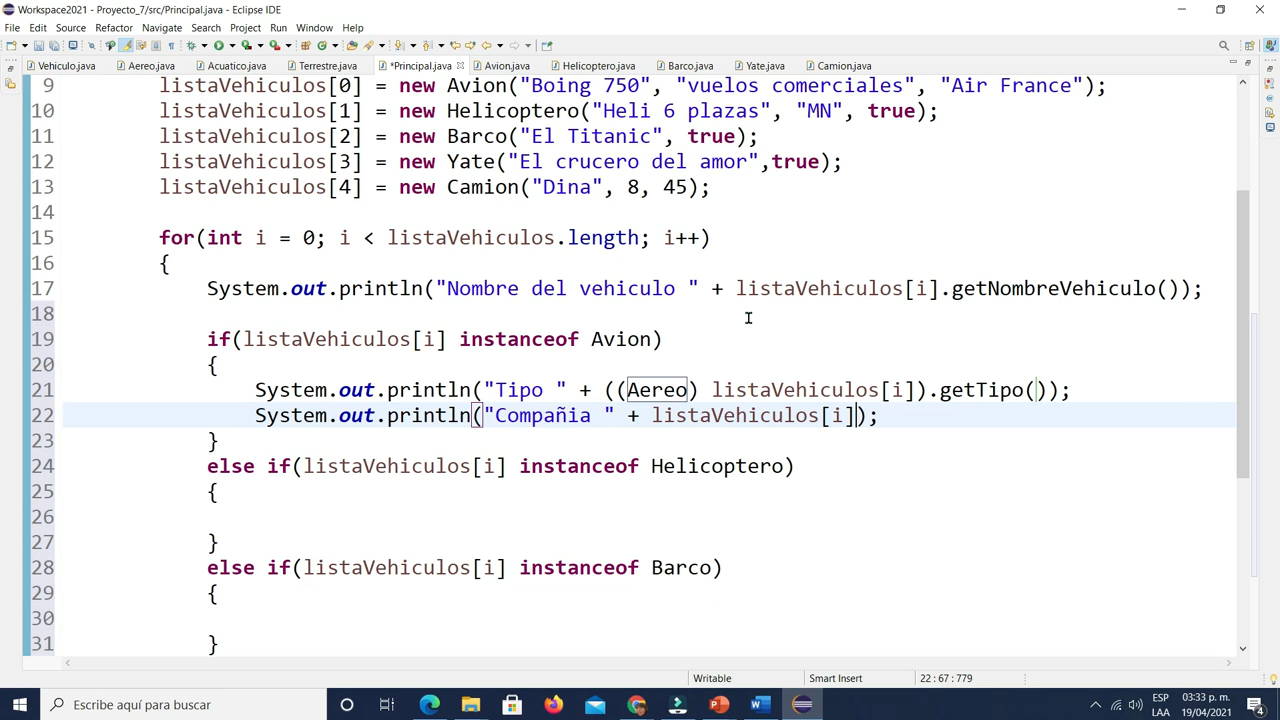 Workspace2021 - Proyecto_7/src/Principal.java - Eclipse IDE
File Edit Source Refactor Navigate Search Project Run Window Help
Vehiculo.java Aereo.java Acuatico.java Terrestre.java *Principal.java Avion.java Helicoptero.java Barco.java Yate.java Camion.java
9 listaVehiculos[0] = new Avion("Boing 750", "vuelos comerciales", "Air France");
10 listaVehiculos[1] = new Helicoptero("Heli 6 plazas", "MN", true);
11 listaVehiculos[2] = new Barco("El Titanic", true);
12 listaVehiculos[3] = new Yate("El crucero del amor",true);
13 listaVehiculos[4] = new Camion("Dina", 8, 45);
14
15 for(int i = 0; i < listaVehiculos.length; i++)
16 {
17 System.out.println("Nombre del vehiculo " + listaVehiculos[i].getNombreVehiculo());
18
19 if(listaVehiculos[i] instanceof Avion)
20 {
21 System.out.println("Tipo " + ((Aereo) listaVehiculos[i]).getTipo());
22 System.out.println("Compañia " + listaVehiculos[i]);
23 }
24 else if(listaVehiculos[i] instanceof Helicoptero)
25 {
26
27 }
28 else if(listaVehiculos[i] instanceof Barco)
29 {
30
31 }
Writable Smart Insert 22 : 67 : 779
Escribe aquí para buscar
ESP 03:33 p. m.
LAA 19/04/2021 4